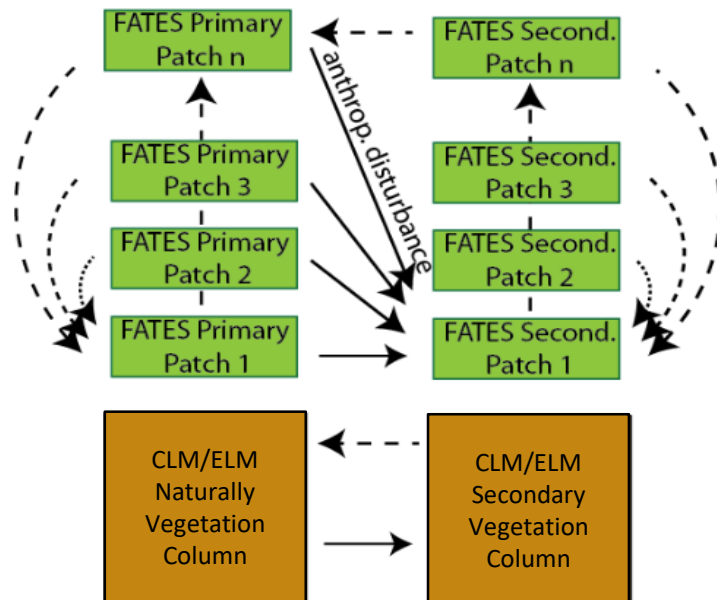 FATES Primary
Patch n
FATES Second.
Patch n
anthrop. disturbance
FATES Primary
Patch 3
FATES Second.
Patch 3
FATES Primary
Patch 2
FATES Second.
Patch 2
FATES Primary
Patch 1
FATES Second.
Patch 1
CLM/ELM
Naturally
Vegetation
Column
CLM/ELM
Secondary
Vegetation
Column